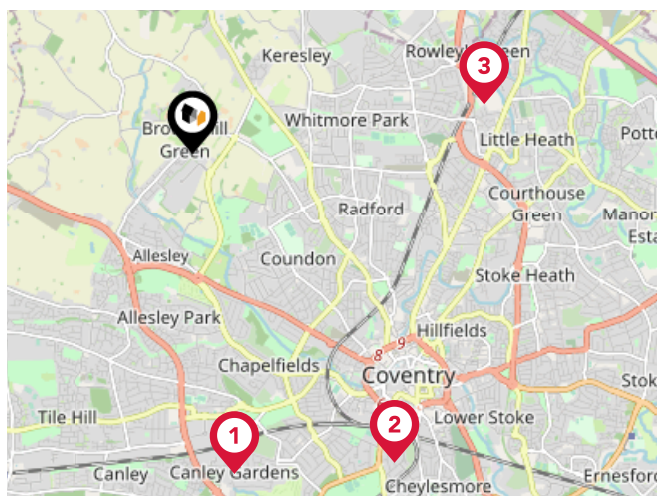 Keresley
Rowley Green
3
Brownhill
Green
Whitmore Park
Little Heath
Potte
Courthouse
Green
Manor
Esta
Radford
Allesley
Coundon
Stoke Heath
Allesley Park
Hillfields
8
9
Chapelfields
Coventry
Stok
Tile Hill
1
2
Lower Stoke
Canley
Canley Gardens
Cheylesmore
Ernesford